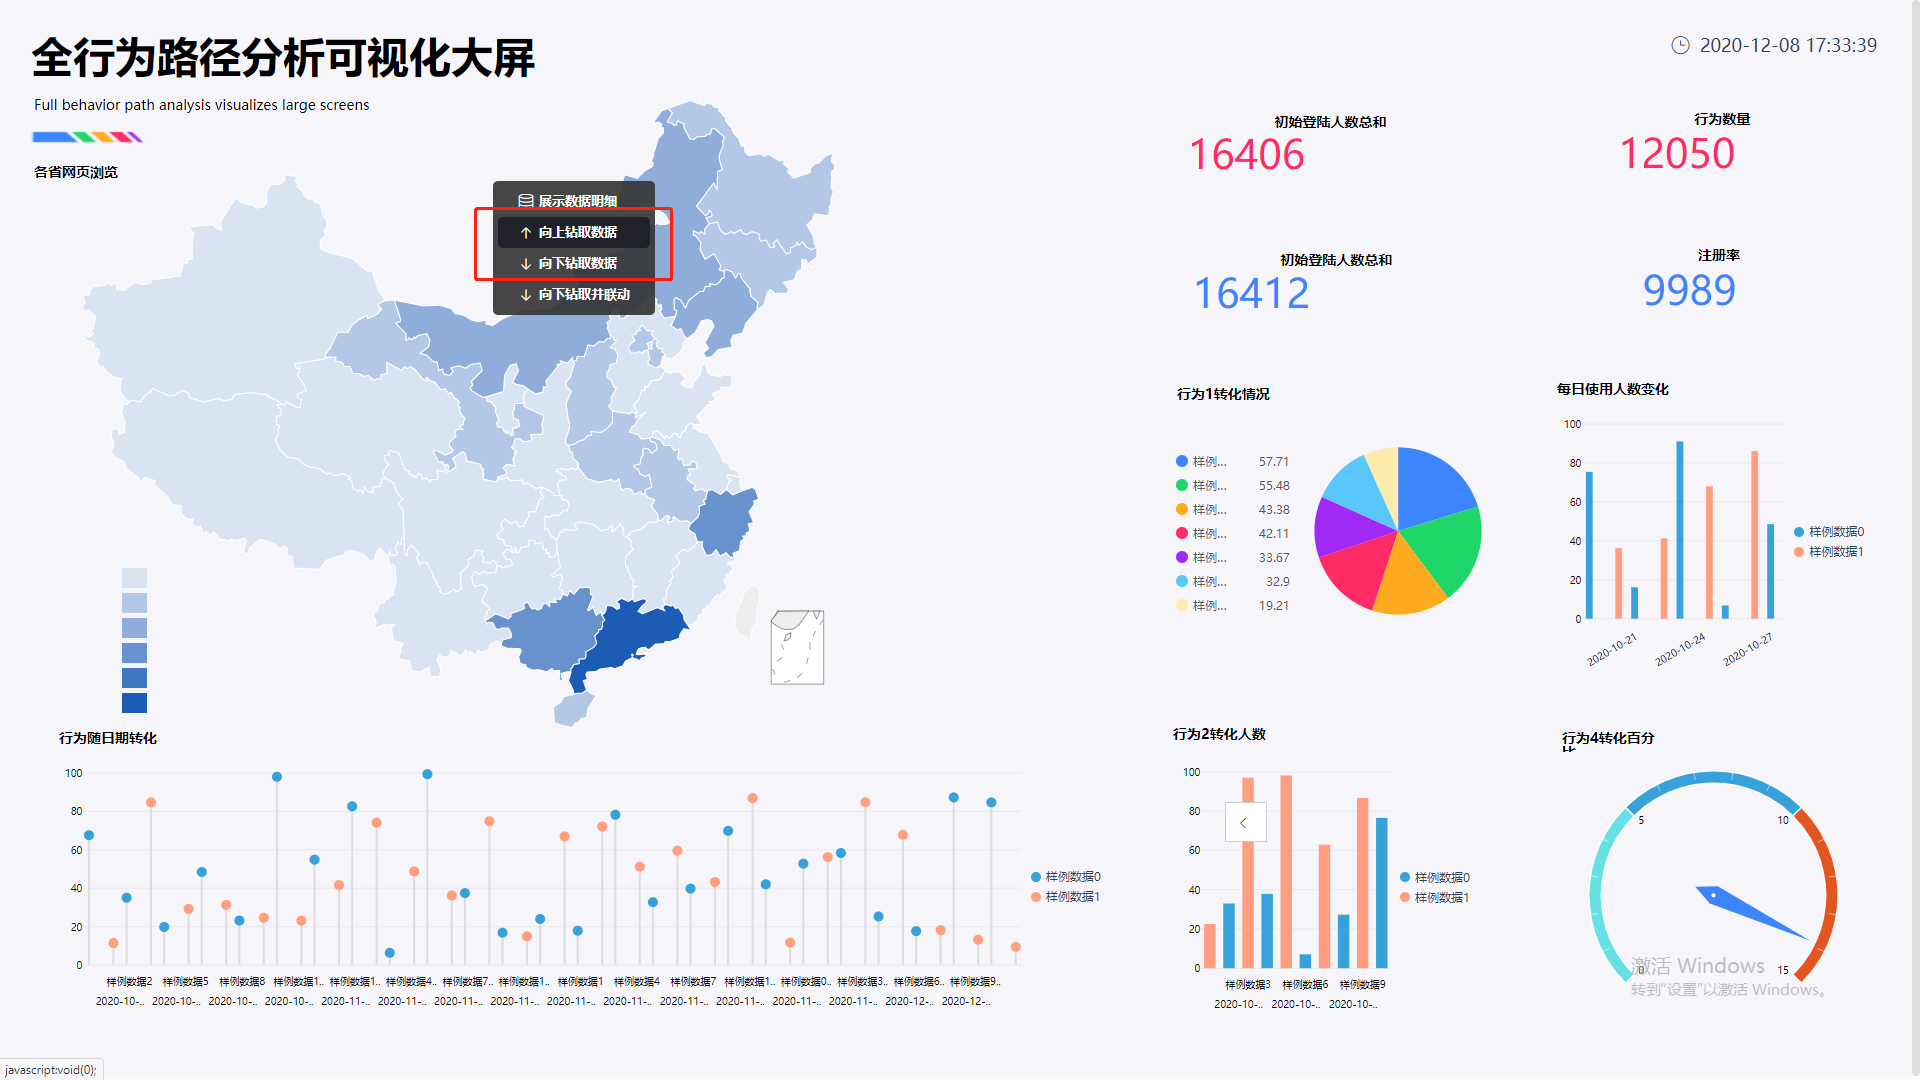 全行为路径分析可视化大屏
2020-12-08 17:33:39
Full behavior path analysis visualizes large screens
各省网页浏览
展示数据明细
向上钻取数据
向下钻取数据
向下钻取并联动
初始登陆人数总和
16406
行为数量
12050
初始登陆人数总和
16412
注册率
9989
行为1转化情况
样例... 57.71
样例... 55.48
样例... 43.38
样例... 42.11
样例... 33.67
样例... 32.9
样例... 19.21
每日使用人数变化
100
80
60
40
20
0
2020-10-21 2020-10-24 2020-10-27
样例数据0
样例数据1
行为随日期转化
100
80
60
40
20
0
样例数据2 样例数据5 样例数据8 样例数据1.. 样例数据1.. 样例数据4.. 样例数据7.. 样例数据1.. 样例数据1 样例数据4 样例数据7 样例数据1.. 样例数据0.. 样例数据3.. 样例数据6.. 样例数据9..
2020-10-.. 2020-10-.. 2020-10-.. 2020-10-.. 2020-11-.. 2020-11-.. 2020-11-.. 2020-11-.. 2020-11-.. 2020-11-.. 2020-11-.. 2020-11-.. 2020-11-.. 2020-11-.. 2020-12-.. 2020-12-..
样例数据0
样例数据1
行为2转化人数
100
80
60
40
20
0
样例数据3 样例数据6 样例数据9
2020-10-.. 2020-10-.. 2020-10-..
样例数据0
样例数据1
行为4转化百分
比
5
10
0
15
激活 Windows
转到"设置"以激活 Windows。
javascript:void(0);